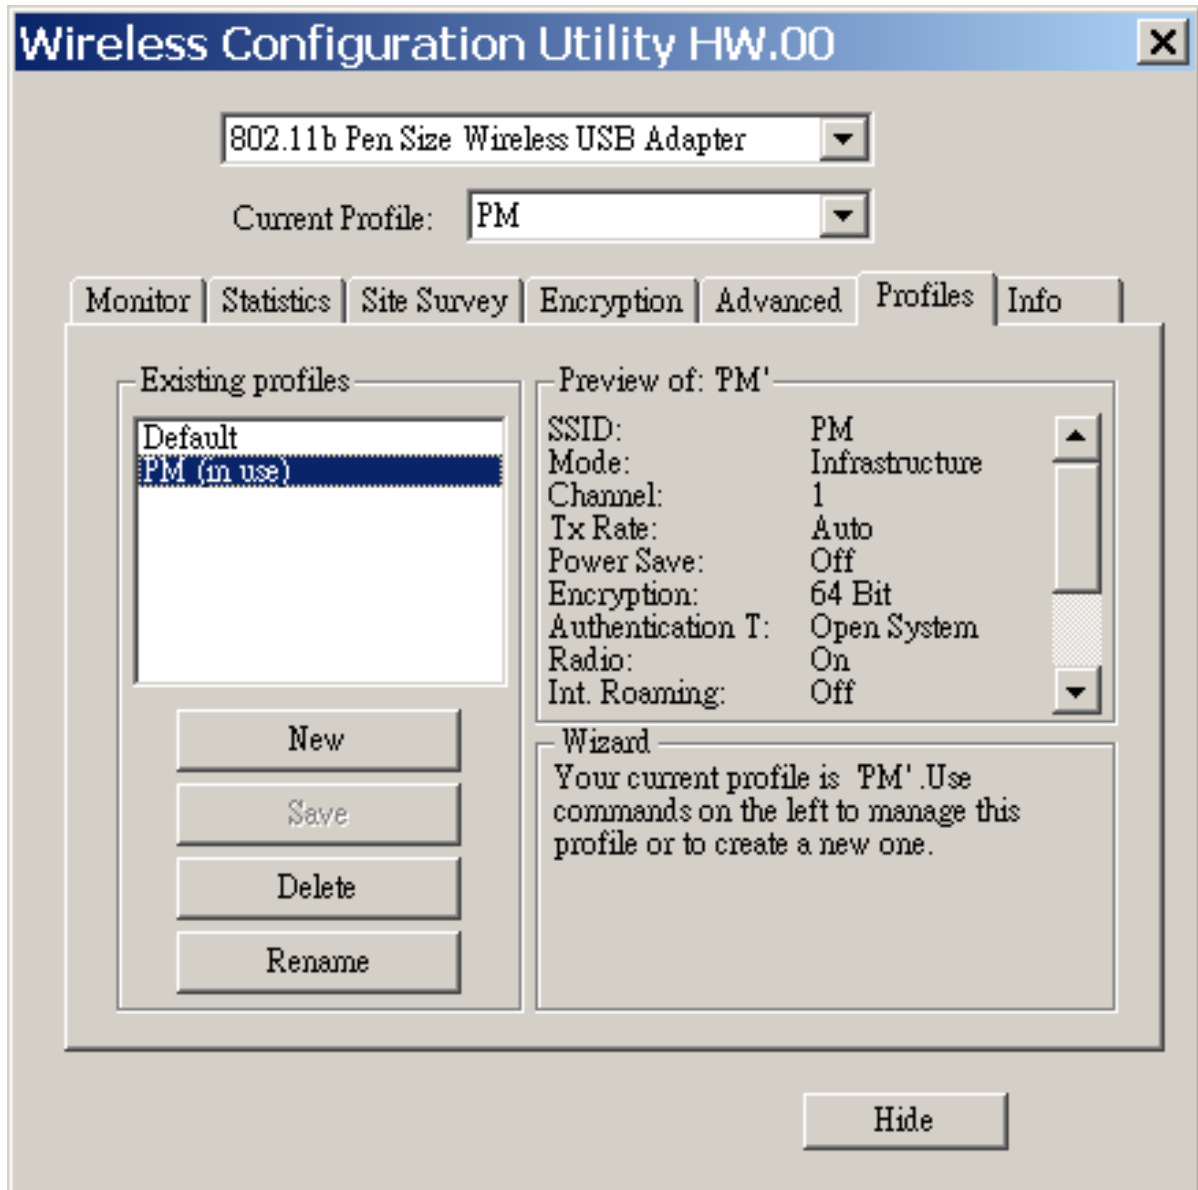 Wireless Configuration Utility HW.00
802.11b Pen Size Wireless USB Adapter
Current Profile: PM
Monitor Statistics Site Survey Encryption Advanced Profiles Info
Existing profiles
Default
PM (in use)
New
Save
Delete
Rename
Preview of: 'PM'
SSID: PM
Mode: Infrastructure
Channel: 1
Tx Rate: Auto
Power Save: Off
Encryption: 64 Bit
Authentication T: Open System
Radio: On
Int. Roaming: Off
Wizard
Your current profile is 'PM' .Use
commands on the left to manage this
profile or to create a new one.
Hide